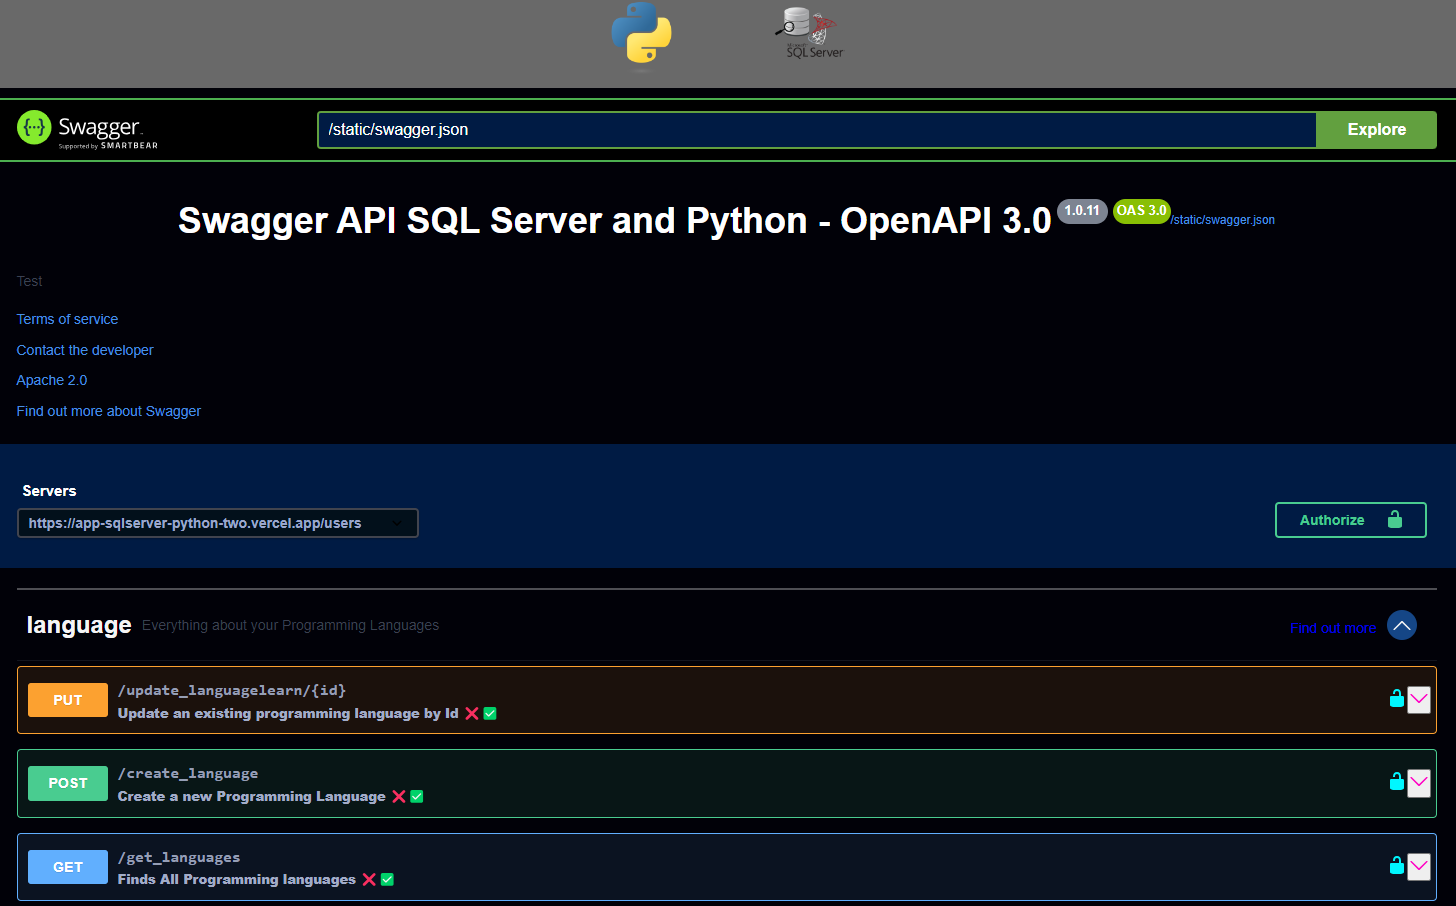 Microsoft
SQL Server
Swagger.
Supported by SMARTBEAR
/static/swagger.json
Explore
Swagger API SQL Server and Python - OpenAPI 3.0
1.0.11
OAS 3.0
/static/swagger.json
Test
Terms of service
Contact the developer
Apache 2.0
Find out more about Swagger
Servers
https://app-sqlserver-python-two.vercel.app/users
Authorize
language
Everything about your Programming Languages
Find out more
PUT
/update_languagelearn/{id}
Update an existing programming language by Id ❌✅
POST
/create_language
Create a new Programming Language ❌✅
GET
/get_languages
Finds All Programming languages ❌✅